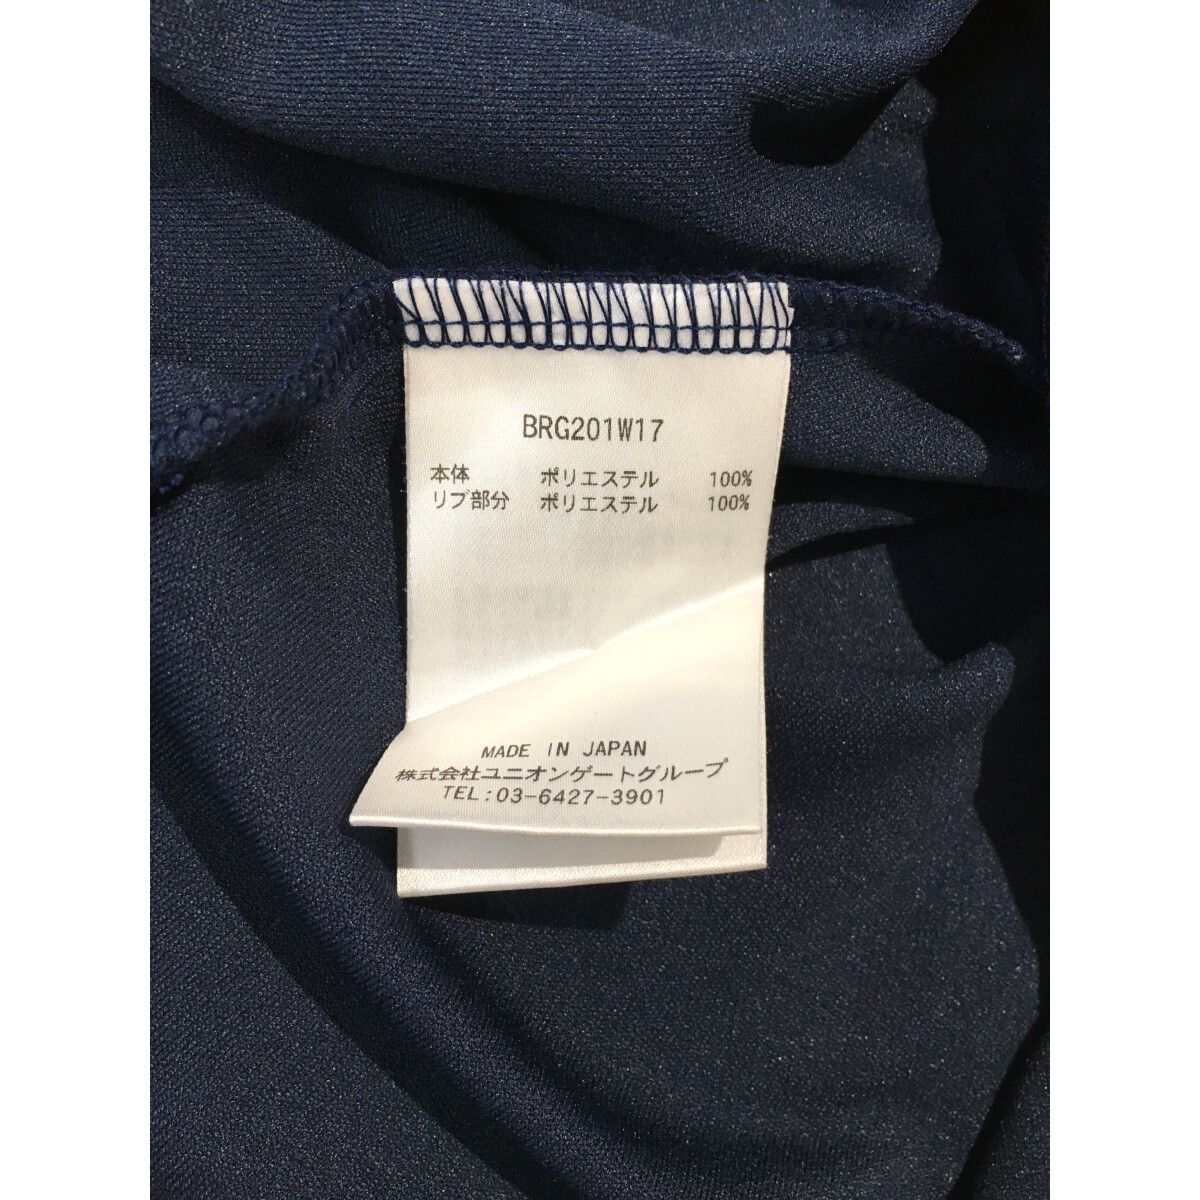 BRG201W17
本体 ポリエステル 100%
リブ部分 ポリエステル 100%
MADE IN JAPAN
株式会社ユニオンゲートグループ
TEL:03-6427-3901